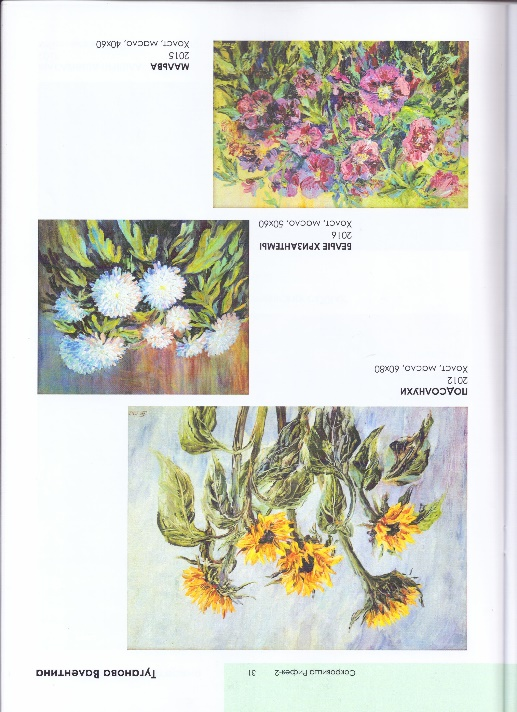 Сокровища Рифея-2 31
Туганова Валентина
ПОДСОЛНУХИ
2012
Холст, масло, 60х80
БЕЛЫЕ ХРИЗАНТЕМЫ
2016
Холст, масло, 50х60
МАЛЬВА
2015
Холст, масло, 40х60